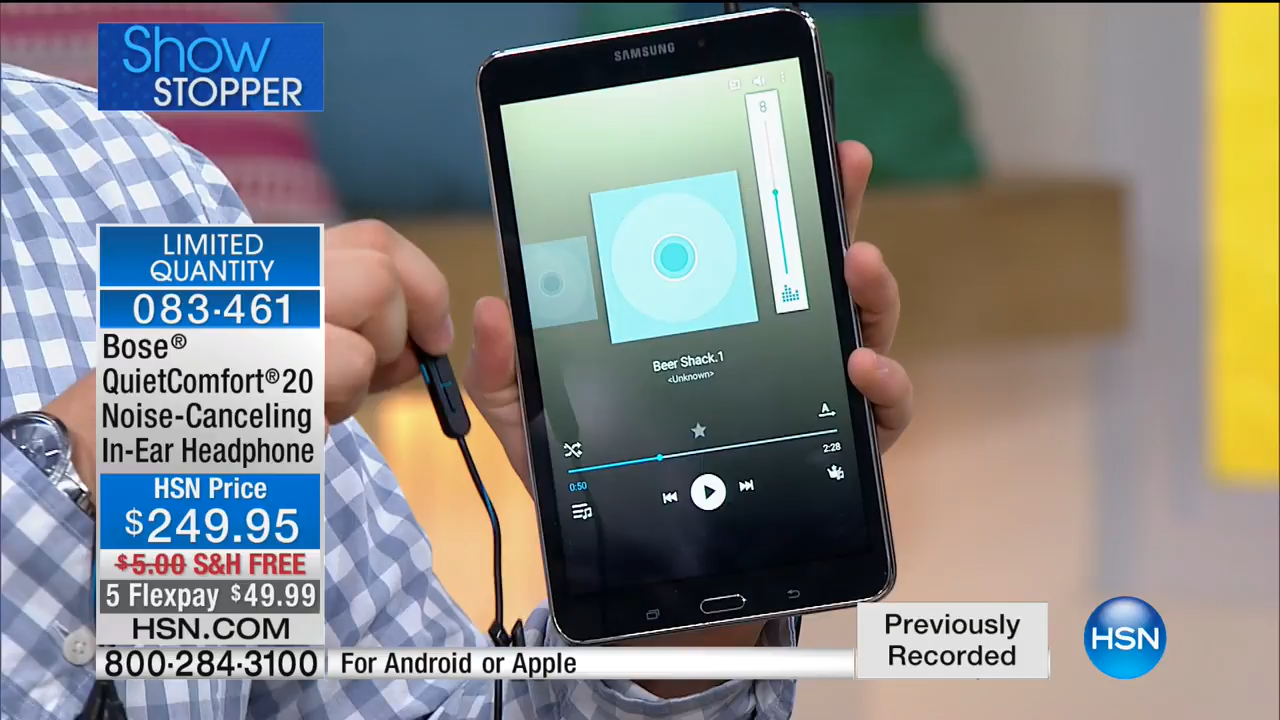 Show
STOPPER
LIMITED
QUANTITY
083-461
Bose®
QuietComfort®20
Noise-Canceling
In-Ear Headphone
HSN Price
$249.95
$5.00 S&H FREE
5 Flexpay $49.99
HSN.COM
800-284-3100
For Android or Apple
SAMSUNG
8
Beer Shack.1
<Unknown>
A
2:28
0:50
Previously
Recorded
HSN